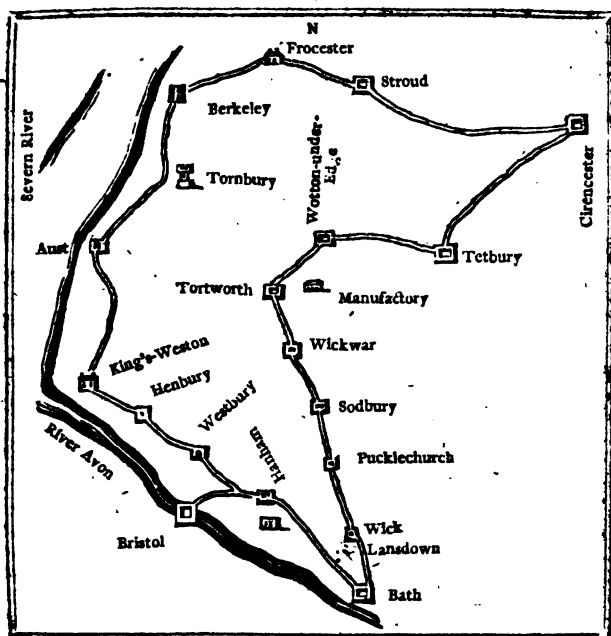 N
Frocester
Stroud
Berkeley
Cirencester
Severn River
Wotton-under-
Edge
Tornbury
Aust
Tetbury
Tortworth
Manufactory
King's-Weston
Wickwar
Henbury
Westbury
Sodbury
Hanham
River Avon
Pucklechurch
Bristol
Wick
Lansdown
Bath